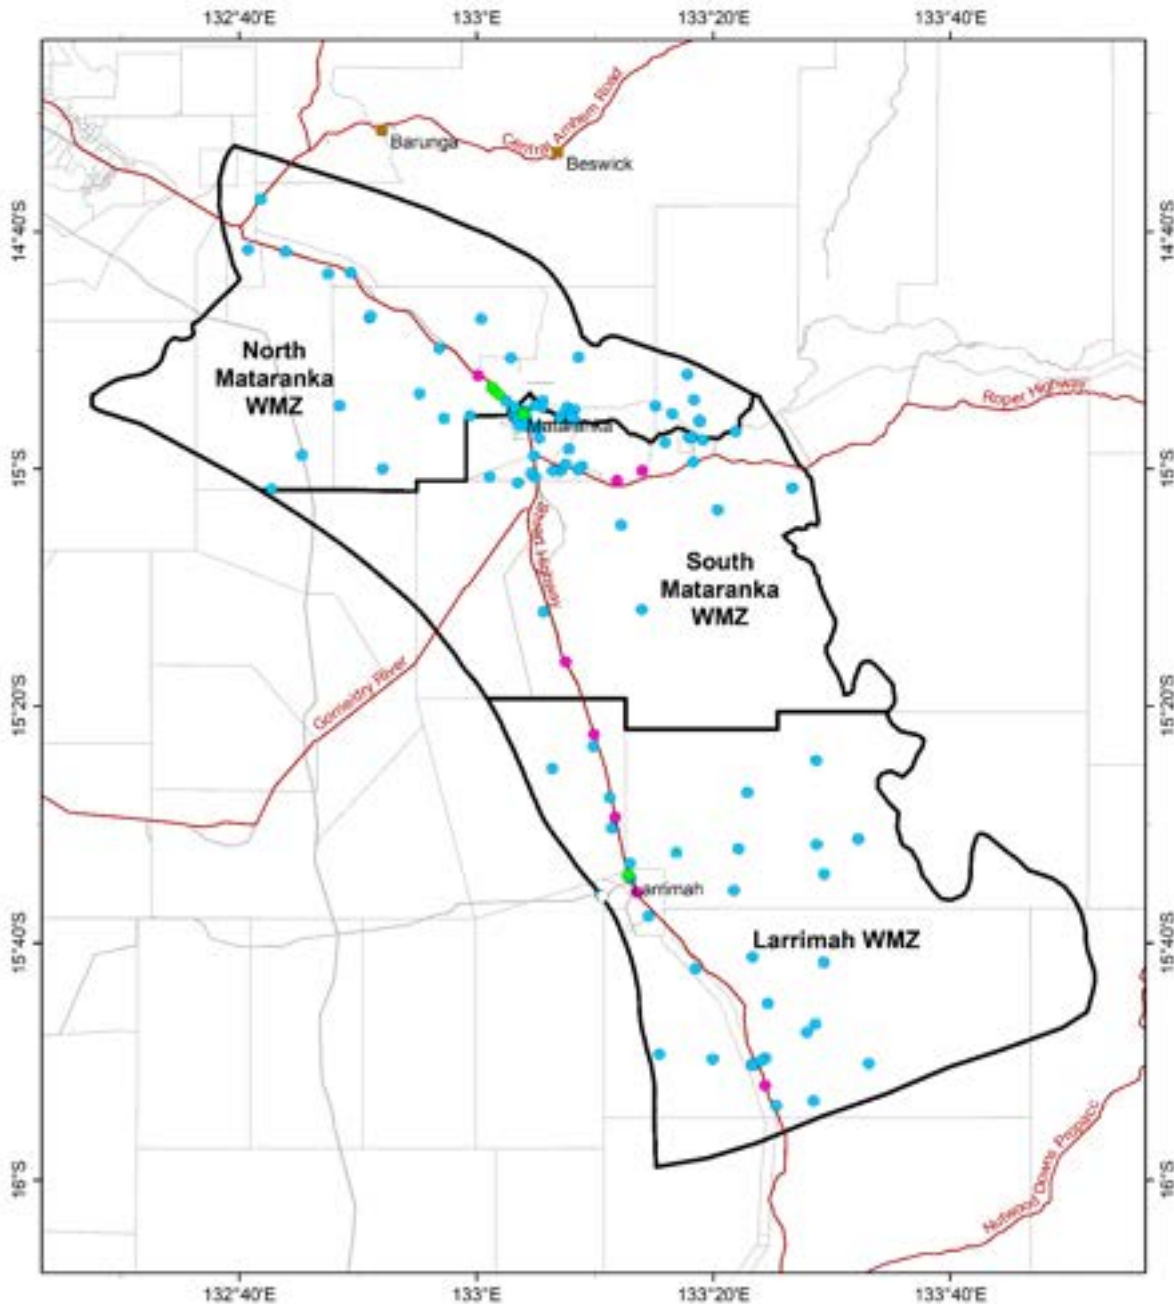 132°40'E 133°E 133°20'E 133°40'E
Central Arnhem Road
Barunga
Beswick
14°40'S 14°40'S
North
Mataranka
WMZ
Roper Highway
Mataranka
15°S 15°S
Stuart Highway
South
Mataranka
WMZ
15°20'S 15°20'S
Larrimah
Larrimah WMZ
15°40'S 15°40'S
16°S 16°S
132°40'E 133°E 133°20'E 133°40'E